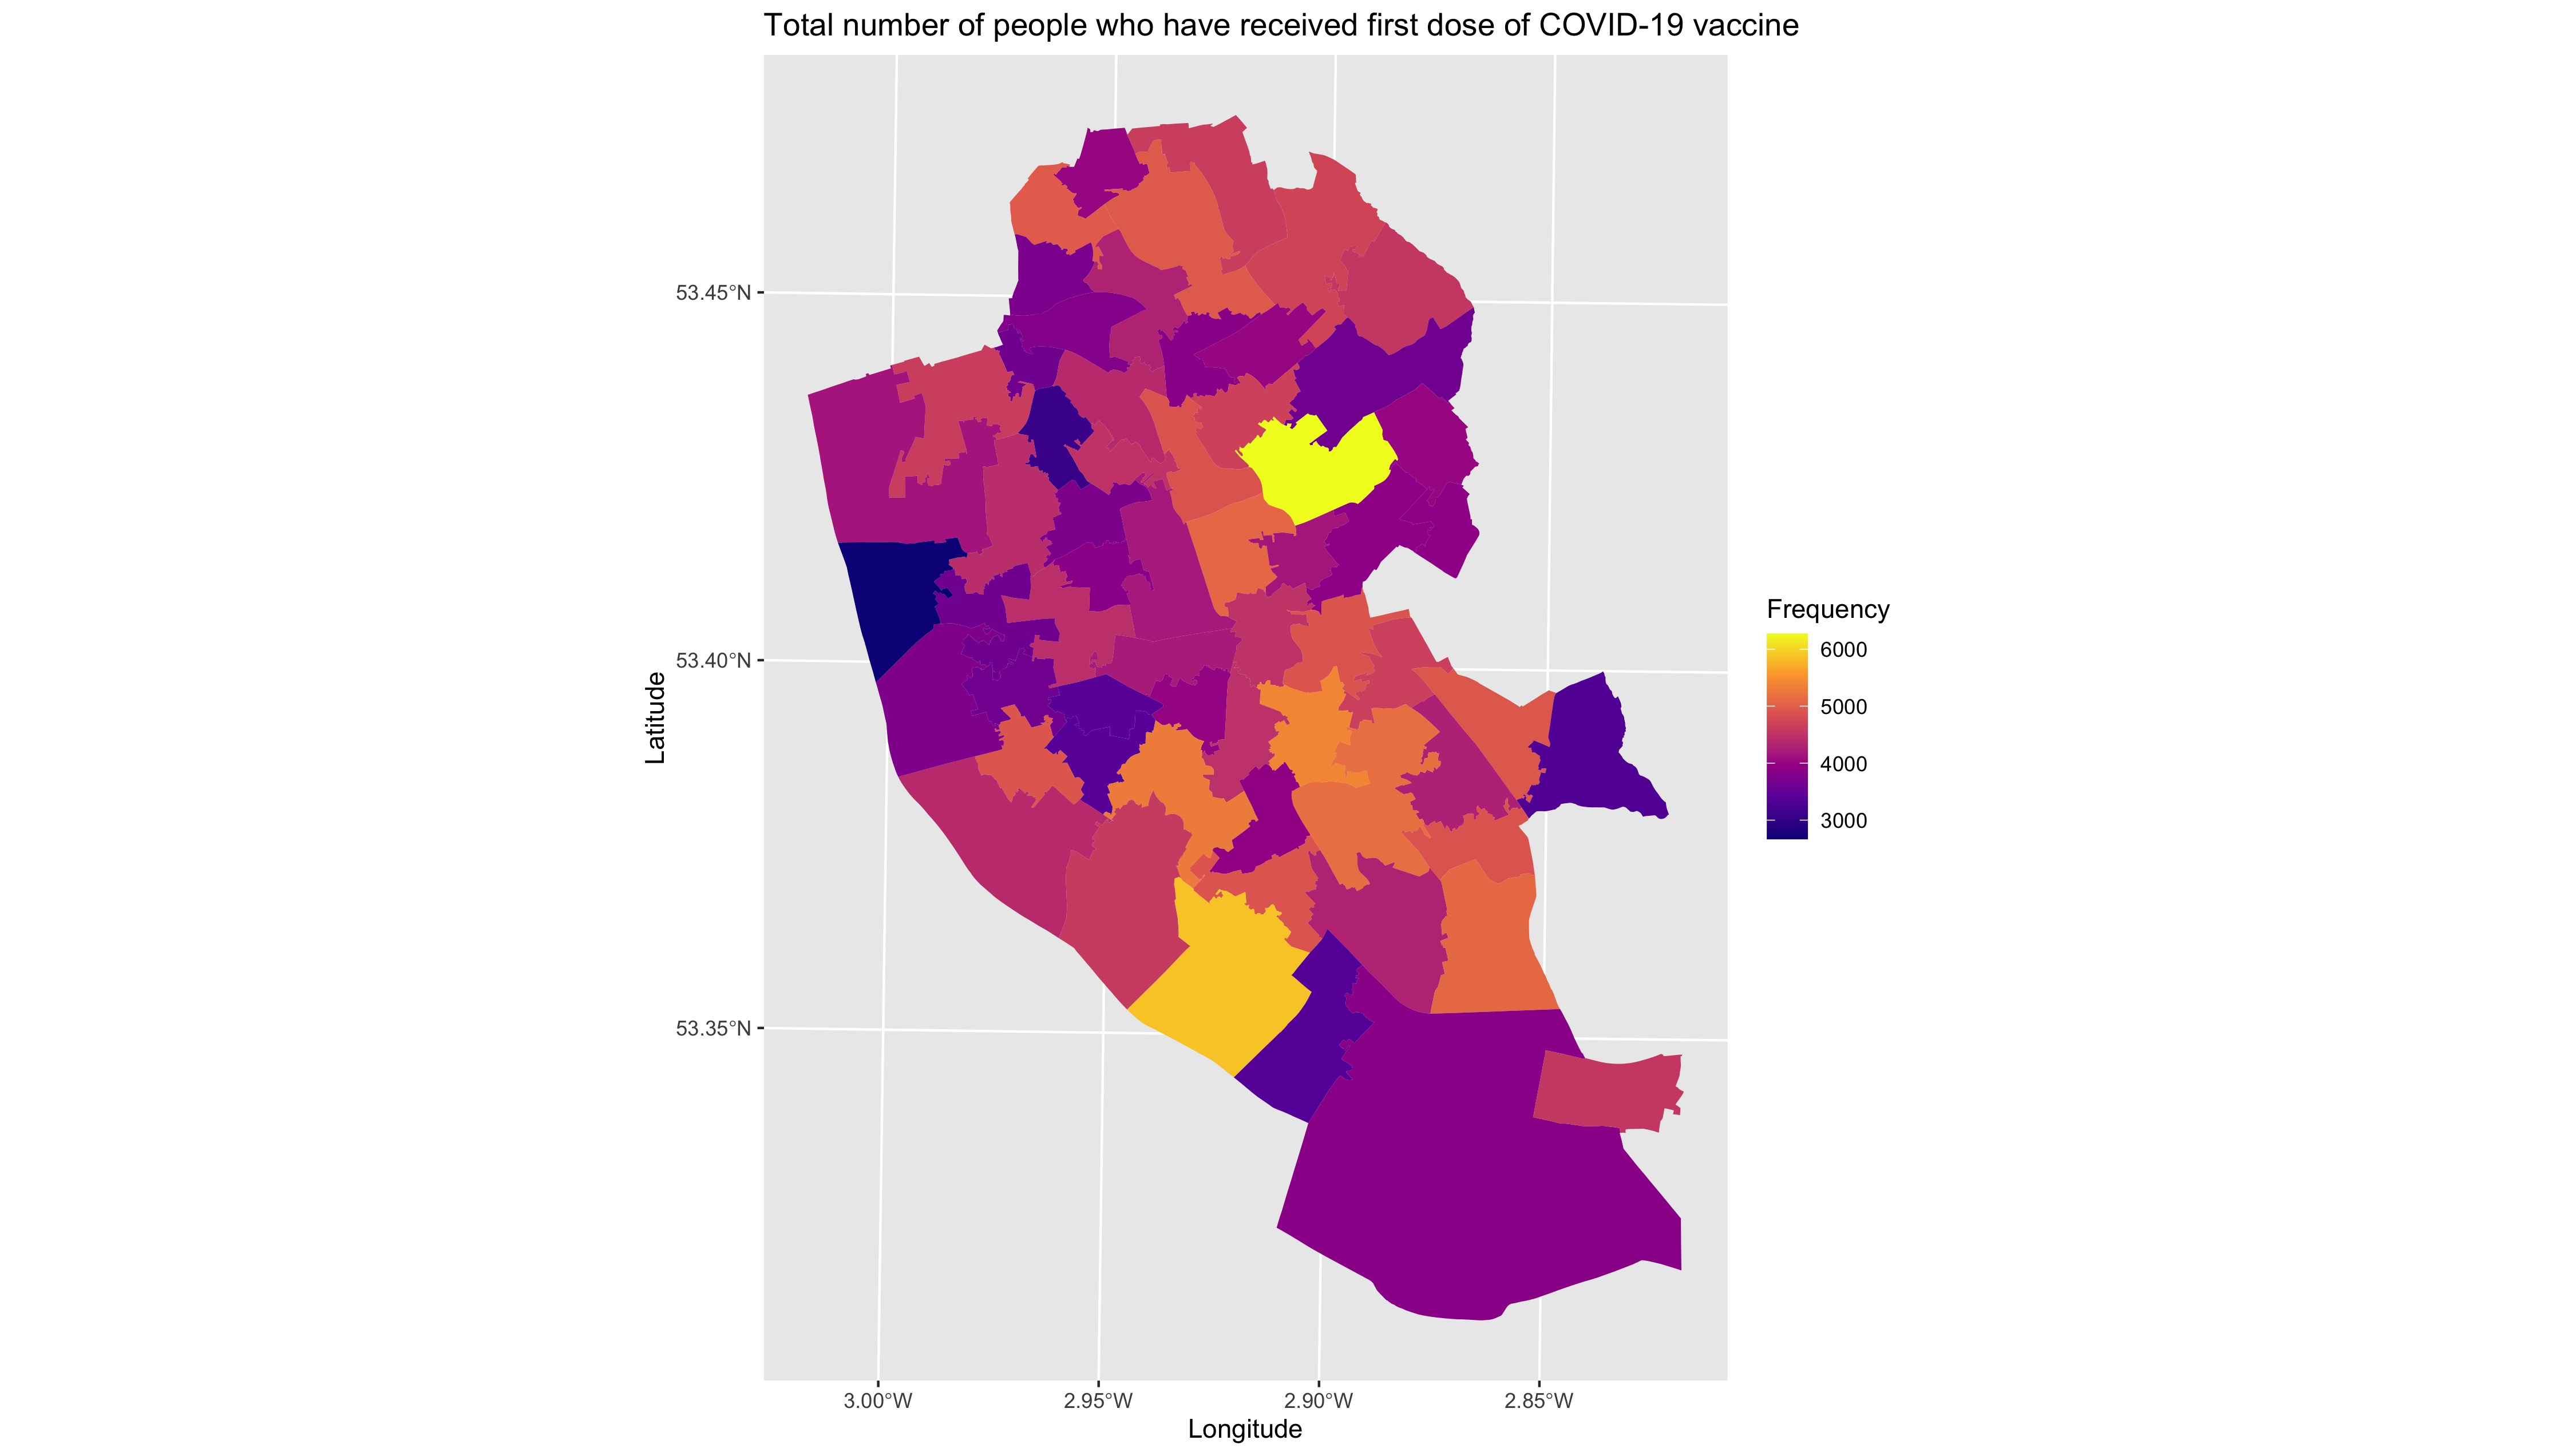 Total number of people who have received first dose of COVID-19 vaccine
53.45°N
53.40°N
53.35°N
Latitude
3.00°W 2.95°W 2.90°W 2.85°W
Longitude
Frequency
6000
5000
4000
3000